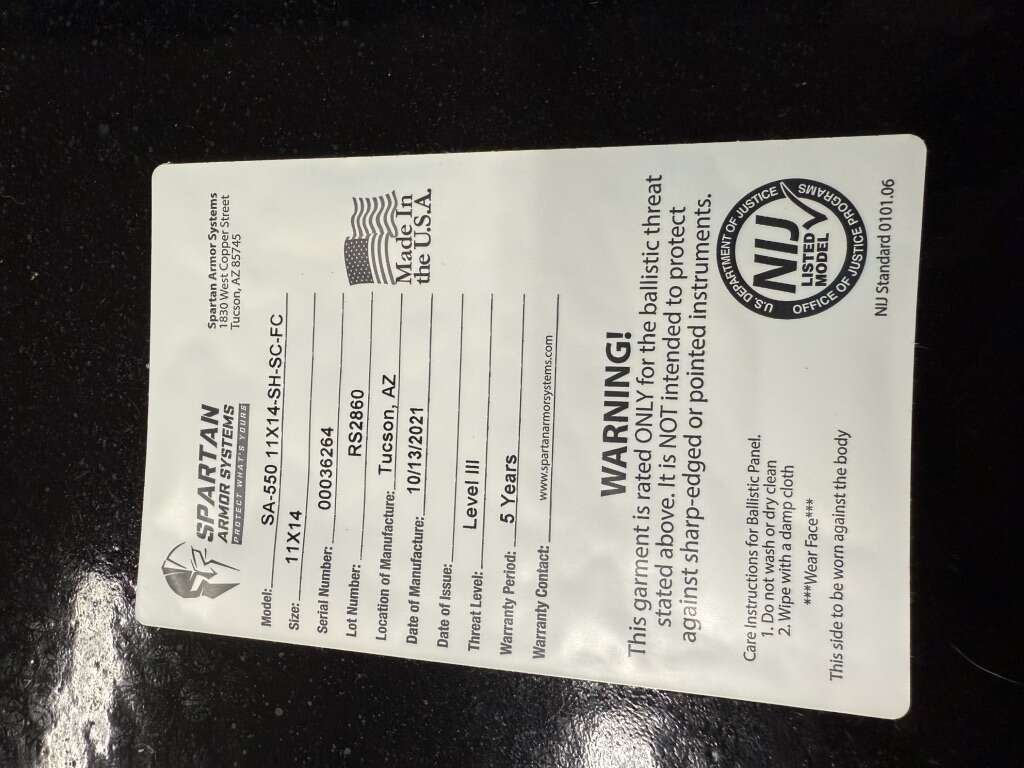 SPARTAN
ARMOR SYSTEMS
PROTECT WHAT'S YOURS
Spartan Armor Systems
1830 West Copper Street
Tucson, AZ 85745
Model: SA-550 11X14-SH-SC-FC
Size: 11X14
Serial Number: 00036264
Lot Number: RS2860
Location of Manufacture: Tucson, AZ
Date of Manufacture: 10/13/2021
Date of Issue:
Threat Level: Level III
Warranty Period: 5 Years
Warranty Contact: www.spartanarmorsystems.com
Made In
the U.S.A.
WARNING!
This garment is rated ONLY for the ballistic threat
stated above. It is NOT intended to protect
against sharp-edged or pointed instruments.
Care Instructions for Ballistic Panel.
1. Do not wash or dry clean
2. Wipe with a damp cloth
***Wear Face***
This side to be worn against the body
U.S. DEPARTMENT OF JUSTICE
NIJ
LISTED
MODEL
OFFICE OF JUSTICE PROGRAMS
NIJ Standard 0101.06